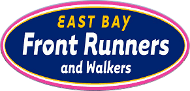 EAST BAY
Front Runners
and Walkers